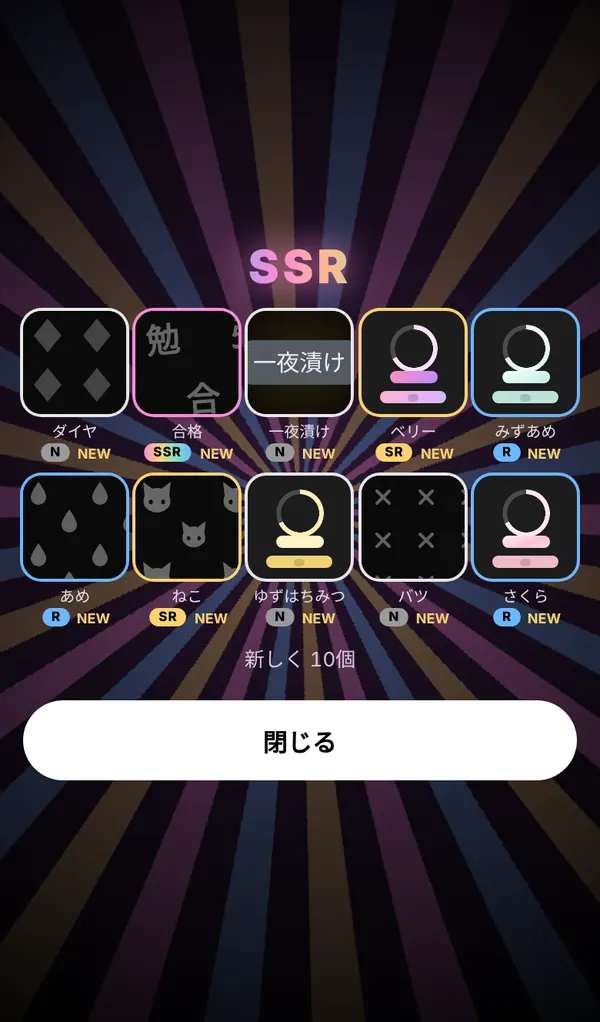 SSR
勉
合
一夜漬け
ダイヤ 合格 一夜漬け ベリー みずあめ
N NEW SSR NEW N NEW SR NEW R NEW
あめ ねこ ゆずはちみつ バツ さくら
R NEW SR NEW N NEW N NEW R NEW
新しく 10個
閉じる